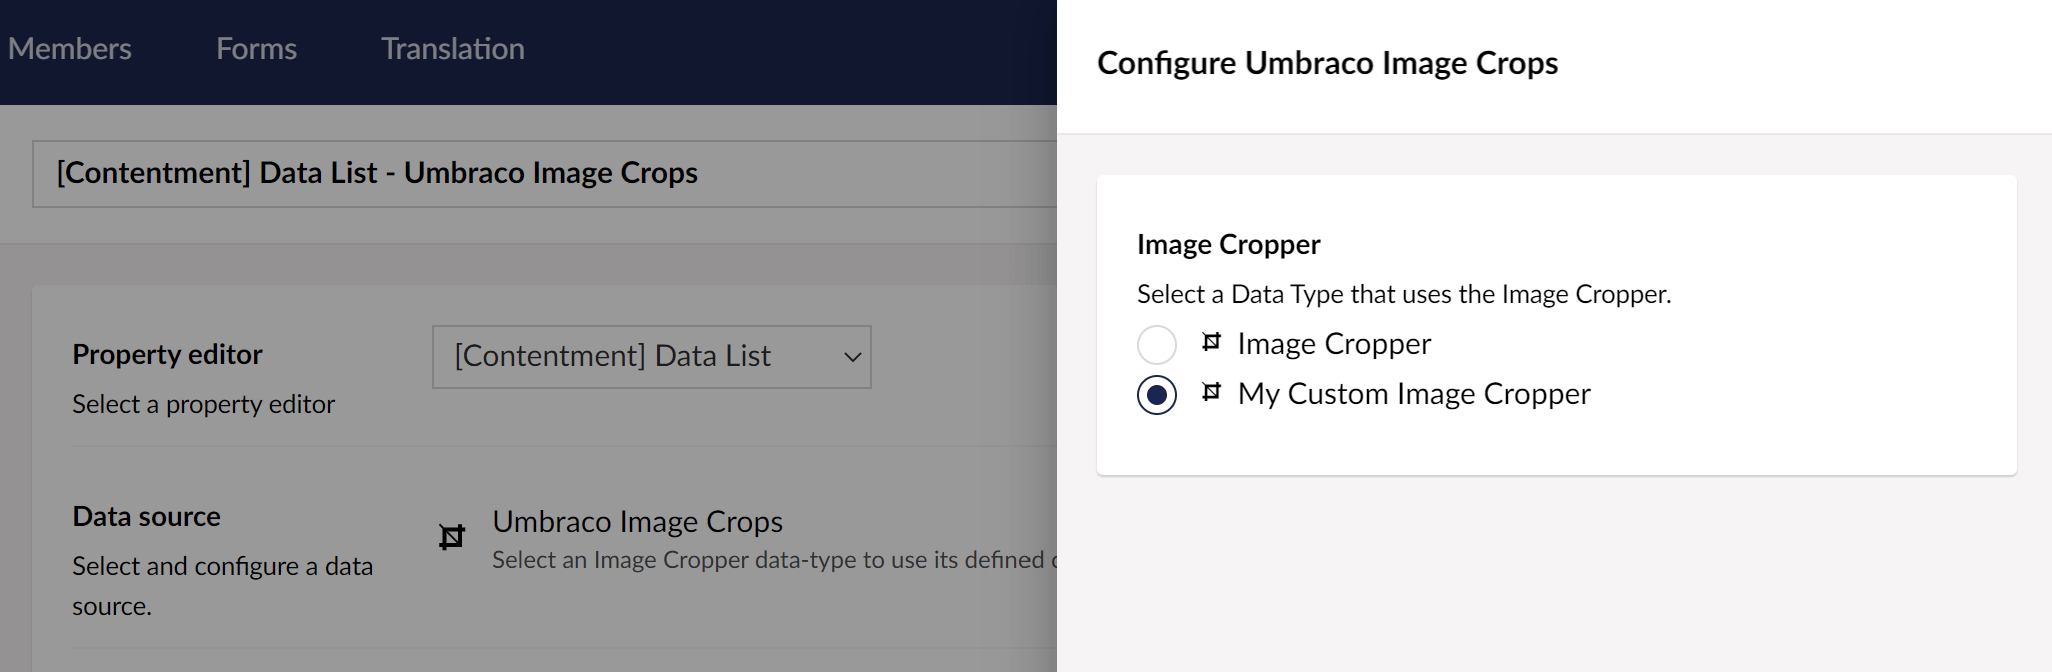 Members Forms Translation
[Contentment] Data List - Umbraco Image Crops
Property editor
Select a property editor
[Contentment] Data List
Data source
Select and configure a data
source.
Umbraco Image Crops
Select an Image Cropper data-type to use its defined
Configure Umbraco Image Crops
Image Cropper
Select a Data Type that uses the Image Cropper.
Image Cropper
My Custom Image Cropper